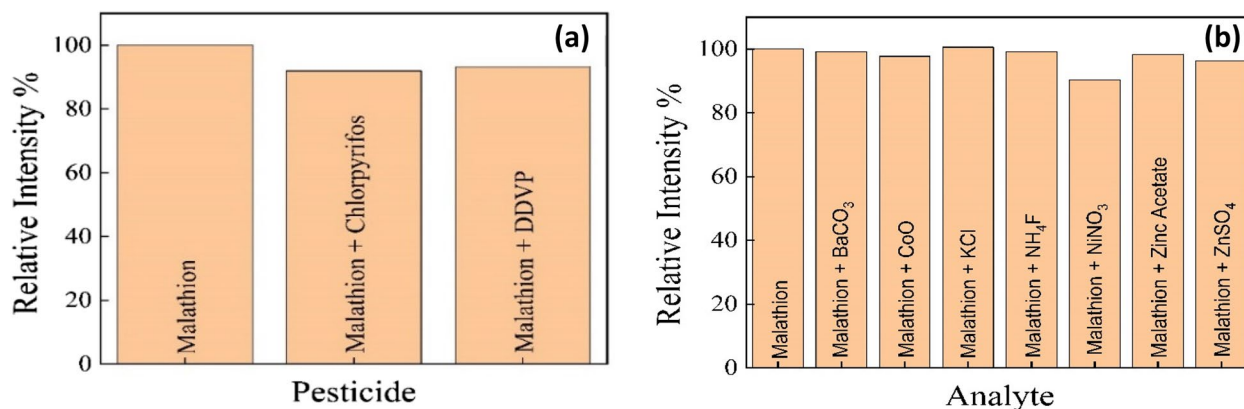 (a)
Relative Intensity %
100
80
60
40
20
0
Malathion
Malathion + Chlorpyrifos
Malathion + DDVP
Pesticide
(b)
Relative Intensity %
100
80
60
40
20
0
Malathion
Malathion + BaCO₃
Malathion + CoO
Malathion + KCl
Malathion + NH₄F
Malathion + NiNO₃
Malathion + Zinc Acetate
Malathion + ZnSO₄
Analyte